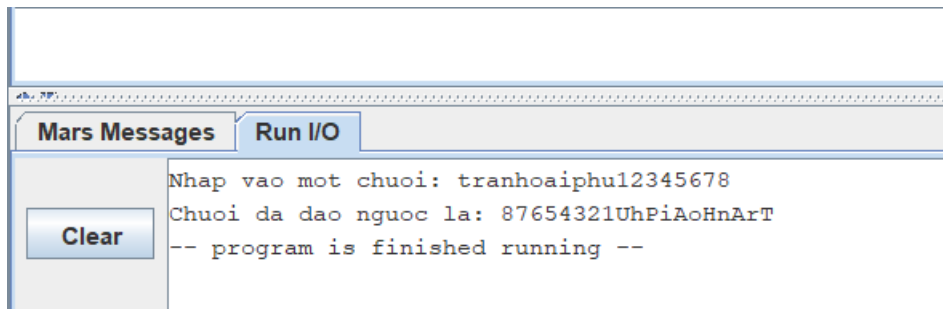 Mars Messages Run I/O
Clear
Nhap vao mot chuoi: tranhoaiphu12345678
Chuoi da dao nguoc la: 87654321UhPiAoHnArT
-- program is finished running --